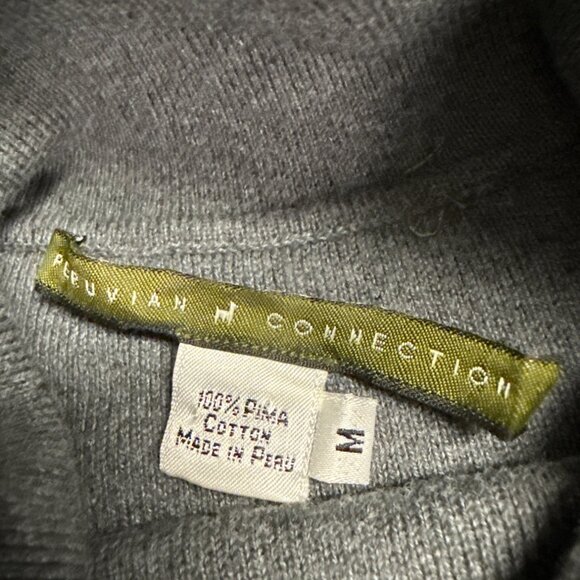 PERUVIAN CONNECTION
100% PIMA
COTTON
MADE IN PERU
M